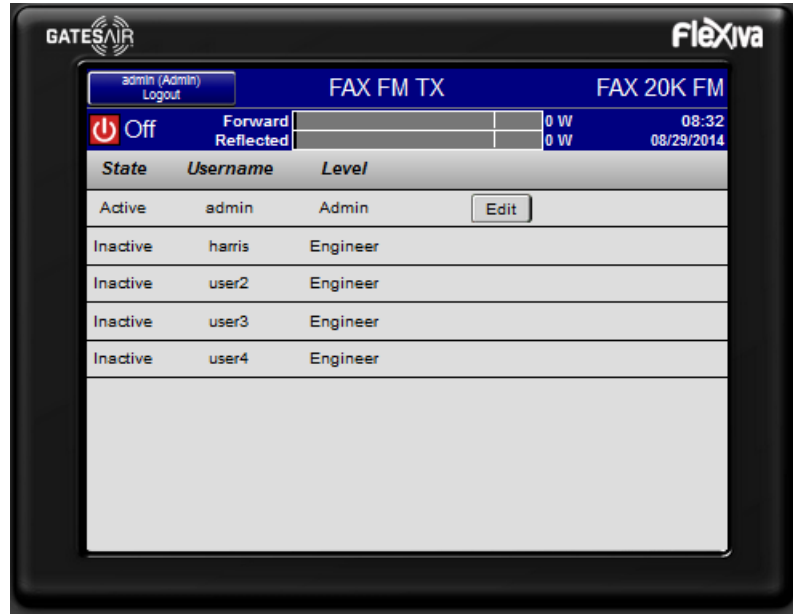 GATESAIR
Flexiva
admin (Admin) FAX FM TX FAX 20K FM
Logout
Off Forward 0 W 08:32
Reflected 0 W 08/29/2014
State Username Level
Active admin Admin Edit
Inactive harris Engineer
Inactive user2 Engineer
Inactive user3 Engineer
Inactive user4 Engineer